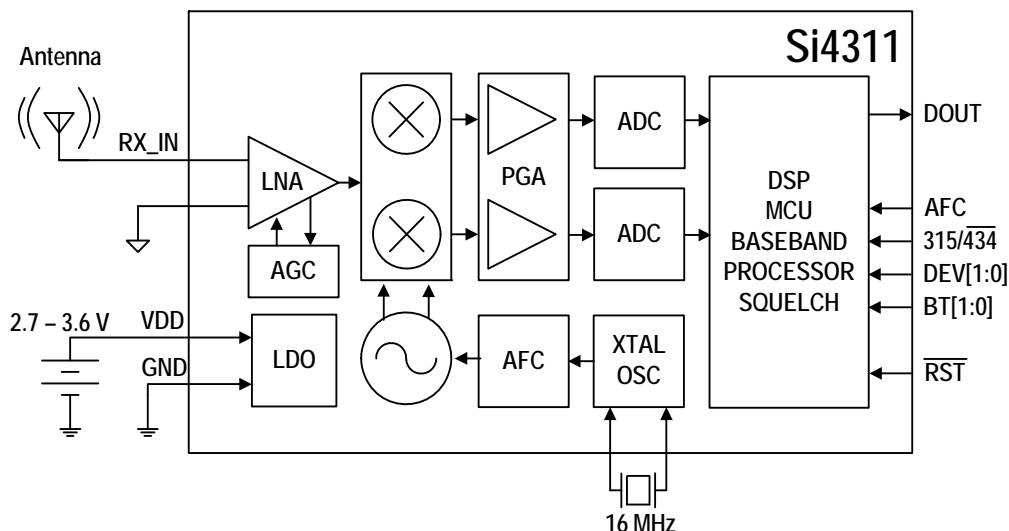 Si4311
Antenna
RX_IN
LNA
AGC
PGA
ADC
ADC
DSP
MCU
BASEBAND
PROCESSOR
SQUELCH
DOUT
AFC
315/434
DEV[1:0]
BT[1:0]
RST
2.7 – 3.6 V
VDD
GND
LDO
AFC
XTAL
OSC
16 MHz